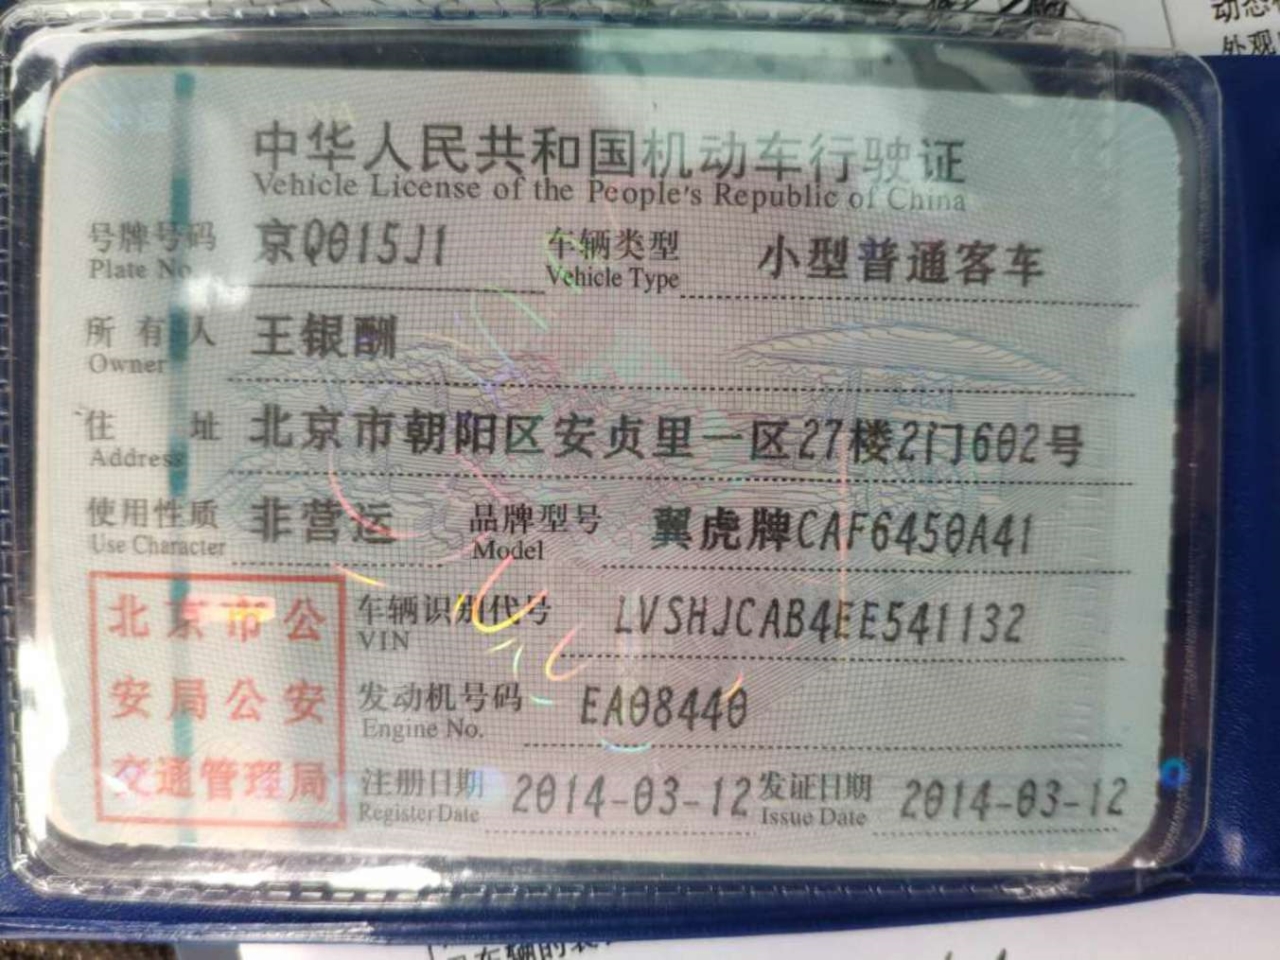 动态
外观
中华人民共和国机动车行驶证
Vehicle License of the People's Republic of China
号牌号码 京Q015J1 车辆类型 小型普通客车
Plate No. Vehicle Type
所有人 王银酬
Owner
住址 北京市朝阳区安贞里一区27楼2门602号
Address
使用性质 非营运 品牌型号 翼虎牌CAF6450A41
Use Character Model
北京市公
安局公安
交通管理局
车辆识别代号 LVSHJCAB4EE541132
VIN
发动机号码 EA08440
Engine No.
注册日期 2014-03-12 发证日期 2014-03-12
Register Date Issue Date